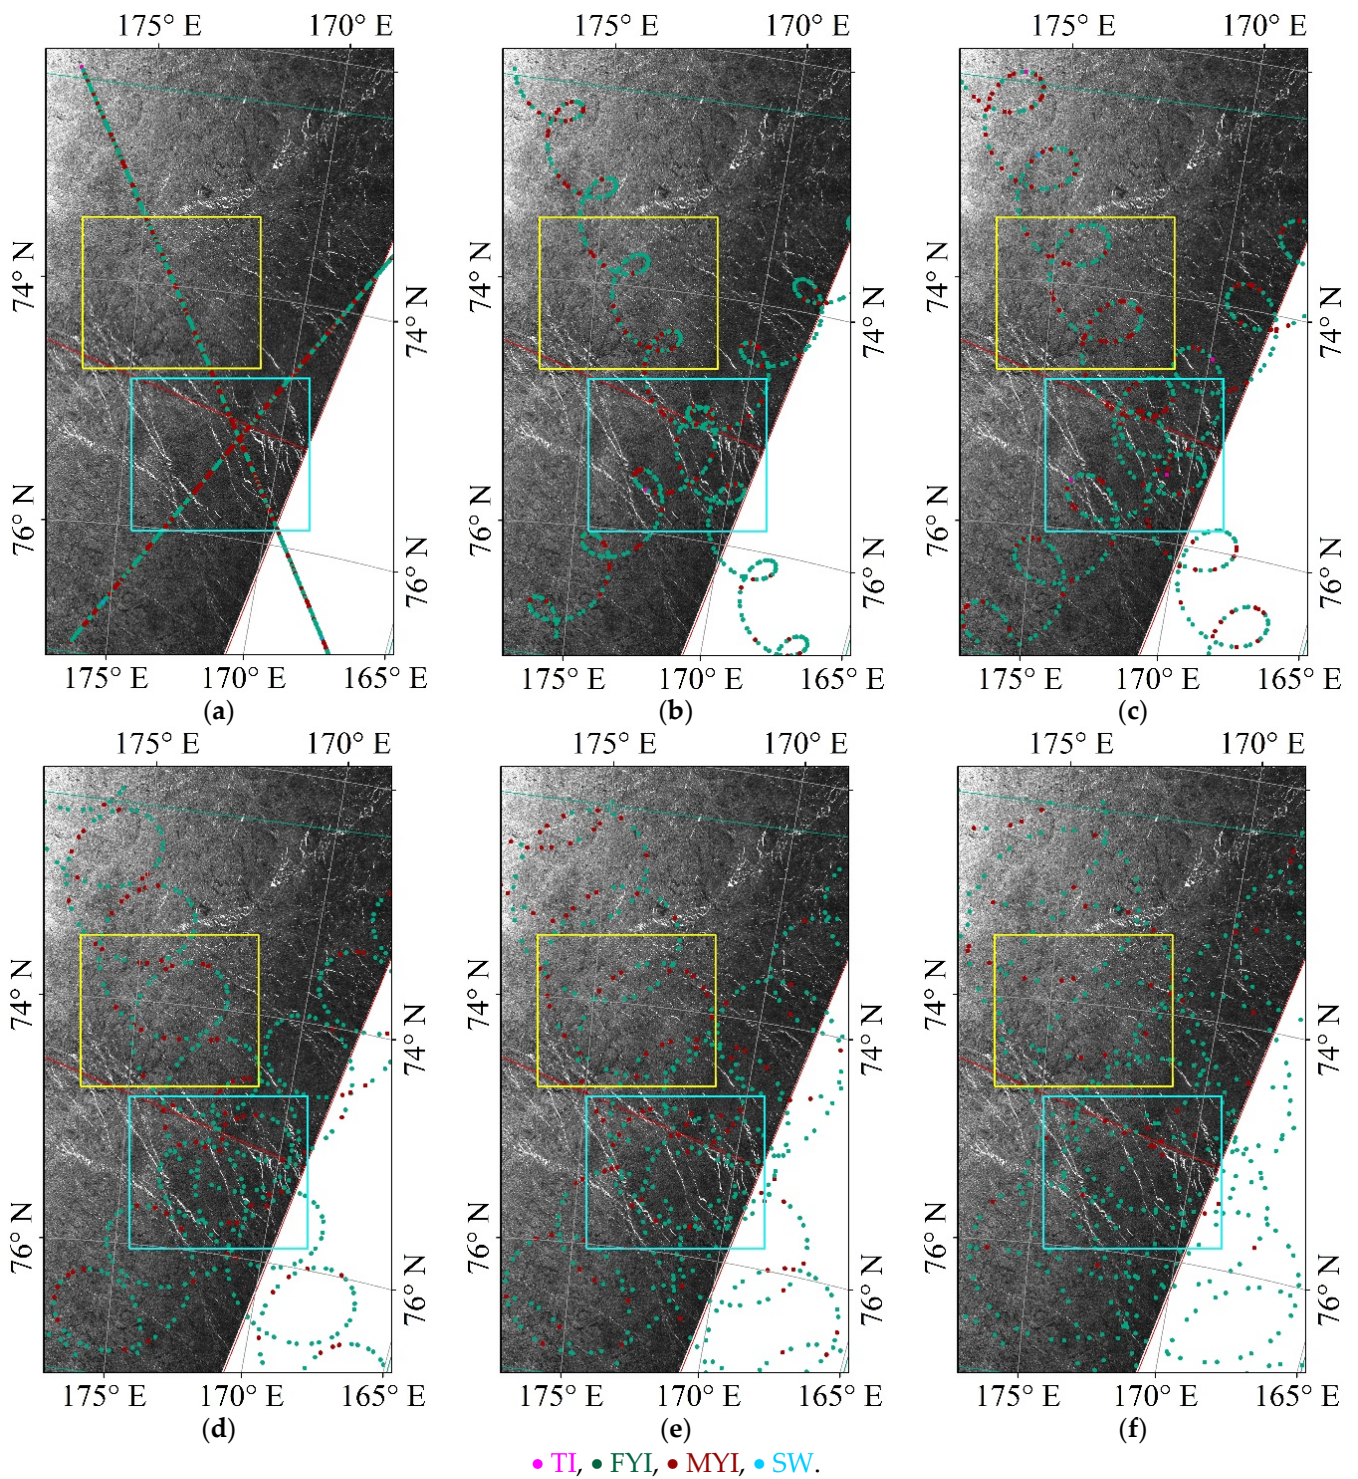 175° E 170° E 175° E 170° E 175° E 170° E
74° N 74° N 74° N 74° N 74° N 74° N
76° N 76° N 76° N 76° N 76° N 76° N
175° E 170° E 165° E 175° E 170° E 165° E 175° E 170° E 165° E
(a) (b) (c)
175° E 170° E 175° E 170° E 175° E 170° E
74° N 74° N 74° N 74° N 74° N 74° N
76° N 76° N 76° N 76° N 76° N 76° N
175° E 170° E 165° E 175° E 170° E 165° E 175° E 170° E 165° E
(d) (e) (f)
• TI, • FYI, • MYI, • SW.